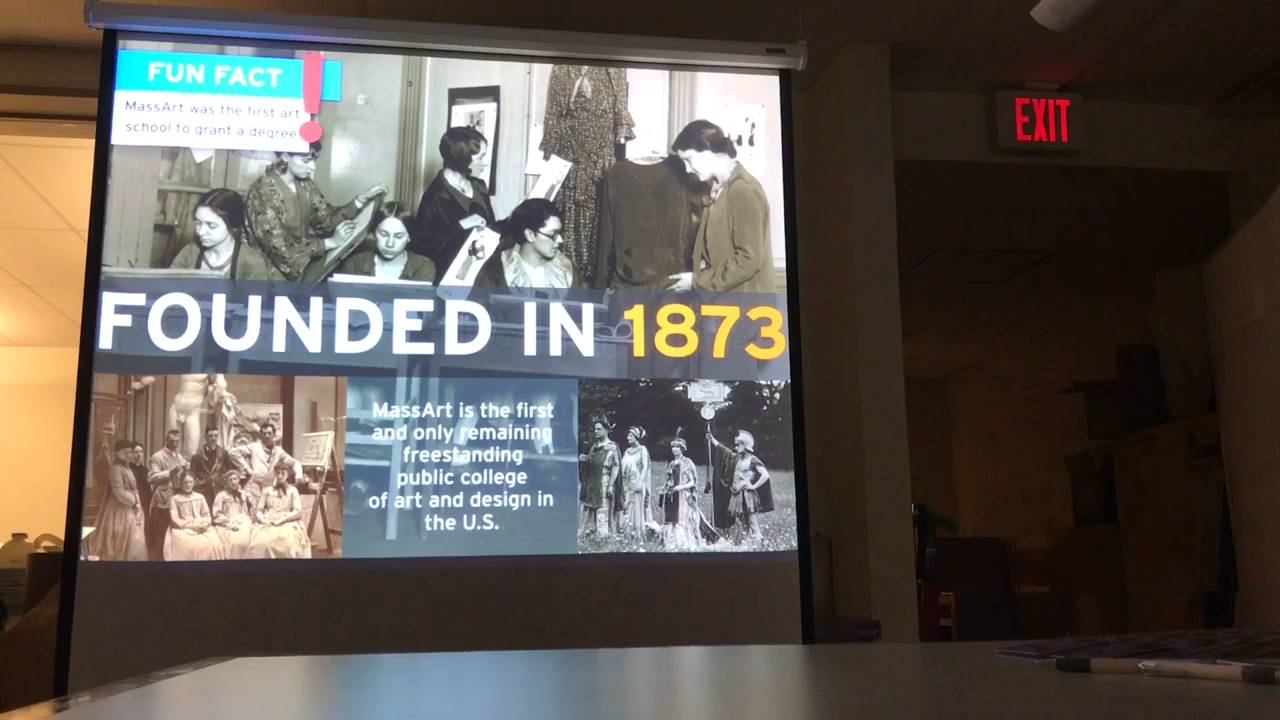 FUN FACT
MassArt was the first art
school to grant a degree
FOUNDED IN 1873
MassArt is the first
and only remaining
freestanding
public college
of art and design in
the U.S.
EXIT